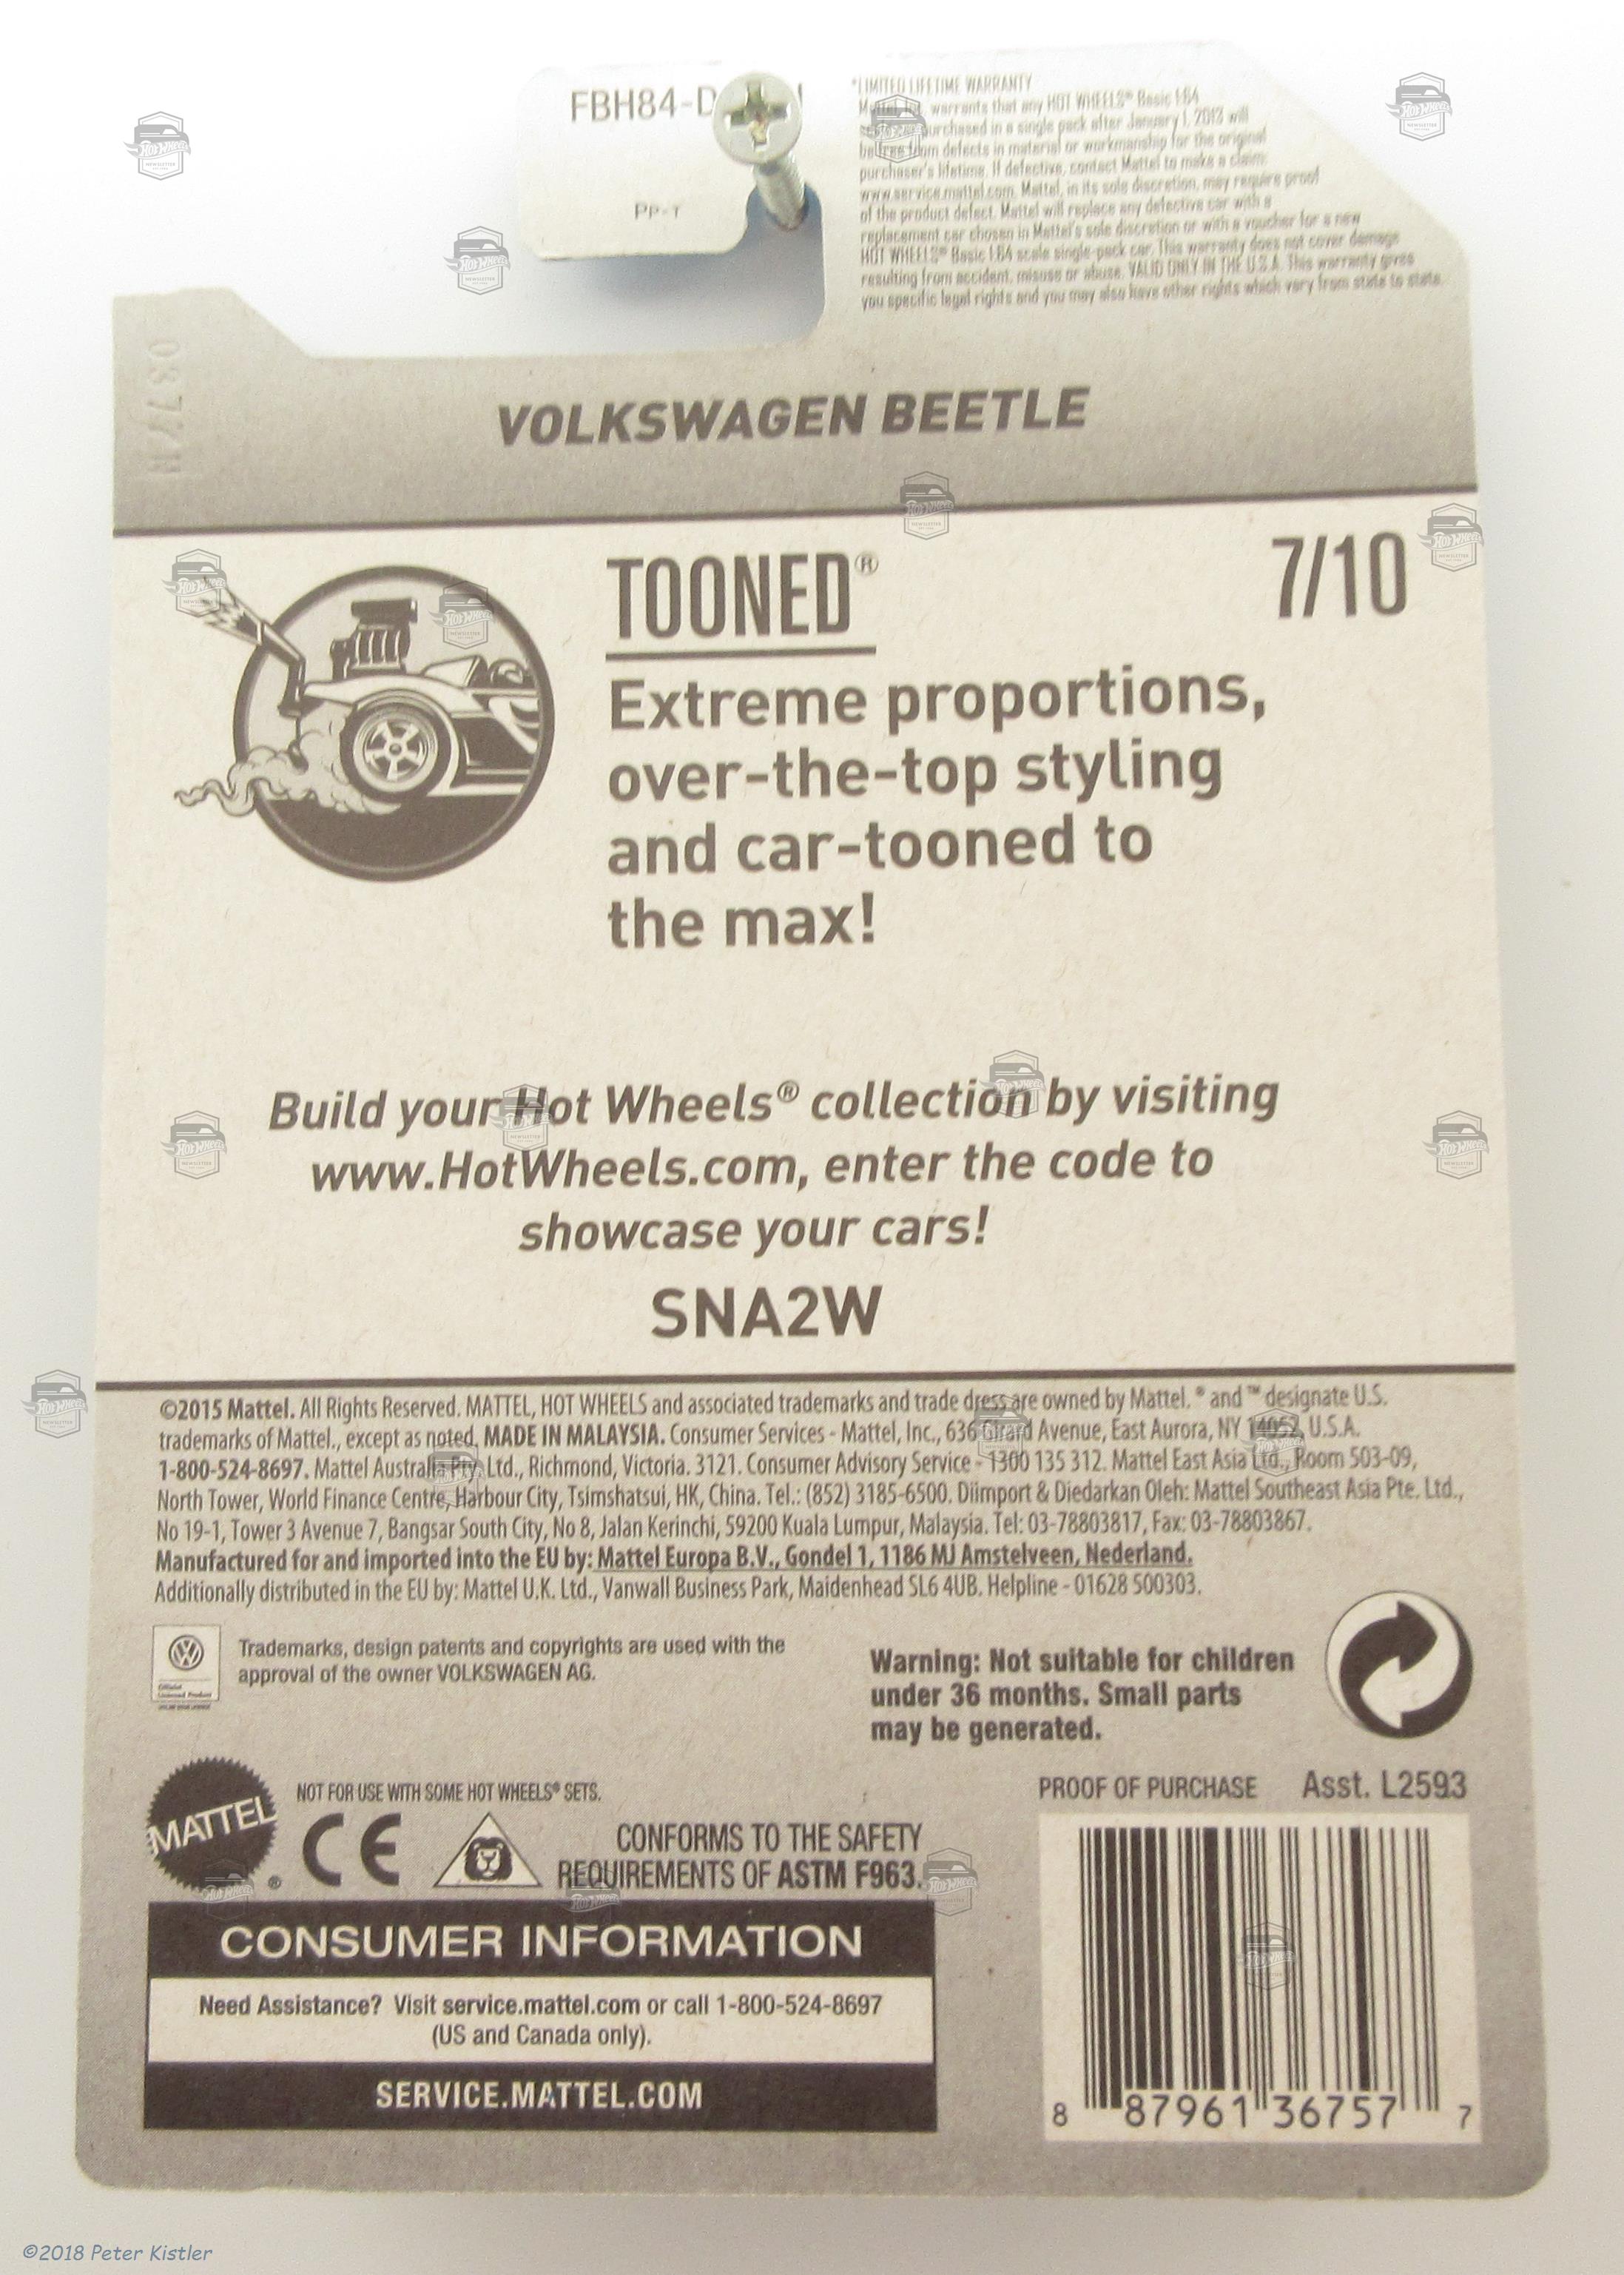 FBH84-D
PP-T
*LIMITED LIFETIME WARRANTY
warrants that any HOT WHEELS® Basic 1:64
purchased in a single pack after January 1, 2013 will
be free from defects in material or workmanship for the original
purchaser's lifetime. If defective, contact Mattel to make a claim:
www.service.mattel.com. Mattel, in its sole discretion, may require proof
of the product defect. Mattel will replace any defective car with a
replacement car chosen in Mattel's sole discretion or with a voucher for a new
HOT WHEELS® Basic 1:64 scale single-pack car. This warranty does not cover damage
resulting from accident, misuse or abuse. VALID ONLY IN THE U.S.A. This warranty gives
you specific legal rights and you may also have other rights which vary from state to state.
VOLKSWAGEN BEETLE
TOONED®
7/10
Extreme proportions,
over-the-top styling
and car-tooned to
the max!
Build your Hot Wheels® collection by visiting
www.HotWheels.com, enter the code to
showcase your cars!
SNA2W
©2015 Mattel. All Rights Reserved. MATTEL, HOT WHEELS and associated trademarks and trade dress are owned by Mattel. ® and ™ designate U.S.
trademarks of Mattel., except as noted. MADE IN MALAYSIA. Consumer Services - Mattel, Inc., 636 Girard Avenue, East Aurora, NY 14052, U.S.A.
1-800-524-8697. Mattel Australia Pty. Ltd., Richmond, Victoria. 3121. Consumer Advisory Service - 1300 135 312. Mattel East Asia Ltd., Room 503-09,
North Tower, World Finance Centre, Harbour City, Tsimshatsui, HK, China. Tel.: (852) 3185-6500. Diimport & Diedarkan Oleh: Mattel Southeast Asia Pte. Ltd.,
No 19-1, Tower 3 Avenue 7, Bangsar South City, No 8, Jalan Kerinchi, 59200 Kuala Lumpur, Malaysia. Tel: 03-78803817, Fax: 03-78803867.
Manufactured for and imported into the EU by: Mattel Europa B.V., Gondel 1, 1186 MJ Amstelveen, Nederland.
Additionally distributed in the EU by: Mattel U.K. Ltd., Vanwall Business Park, Maidenhead SL6 4UB. Helpline - 01628 500303.
Trademarks, design patents and copyrights are used with the
approval of the owner VOLKSWAGEN AG.
Official
Licensed Product
Warning: Not suitable for children
under 36 months. Small parts
may be generated.
MATTEL®
NOT FOR USE WITH SOME HOT WHEELS® SETS.
CE
CONFORMS TO THE SAFETY
REQUIREMENTS OF ASTM F963.
PROOF OF PURCHASE Asst. L2593
CONSUMER INFORMATION
Need Assistance? Visit service.mattel.com or call 1-800-524-8697
(US and Canada only).
SERVICE.MATTEL.COM
8 87961 36757 7
©2018 Peter Kistler